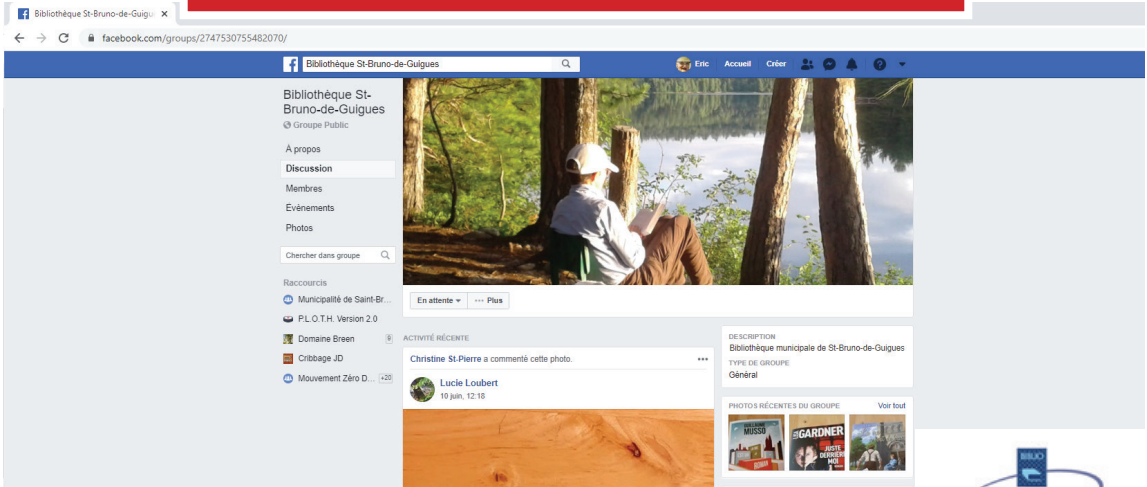 Bibliothèque St-Bruno-de-Guigu
facebook.com/groups/2747530755482070/
Bibliothèque St-Bruno-de-Guigues
Eric Accueil Créer
Bibliothèque St-
Bruno-de-Guigues
Groupe Public
À propos
Discussion
Membres
Évènements
Photos
Chercher dans groupe
Raccourcis
Municipalité de Saint-Br...
P.L.O.T.H. Version 2.0
Domaine Breen 9
Cribbage JD
Mouvement Zéro D... +20
En attente ••• Plus
ACTIVITÉ RÉCENTE
Christine St-Pierre a commenté cette photo.
Lucie Loubert
10 juin, 12:18
DESCRIPTION
Bibliothèque municipale de St-Bruno-de-Guigues
TYPE DE GROUPE
Général
PHOTOS RÉCENTES DU GROUPE Voir tout
GUILLAUME
MUSSO
ROMAN
GARDNER
JUSTE
DERRIÈRE
MOI
BIBLIO